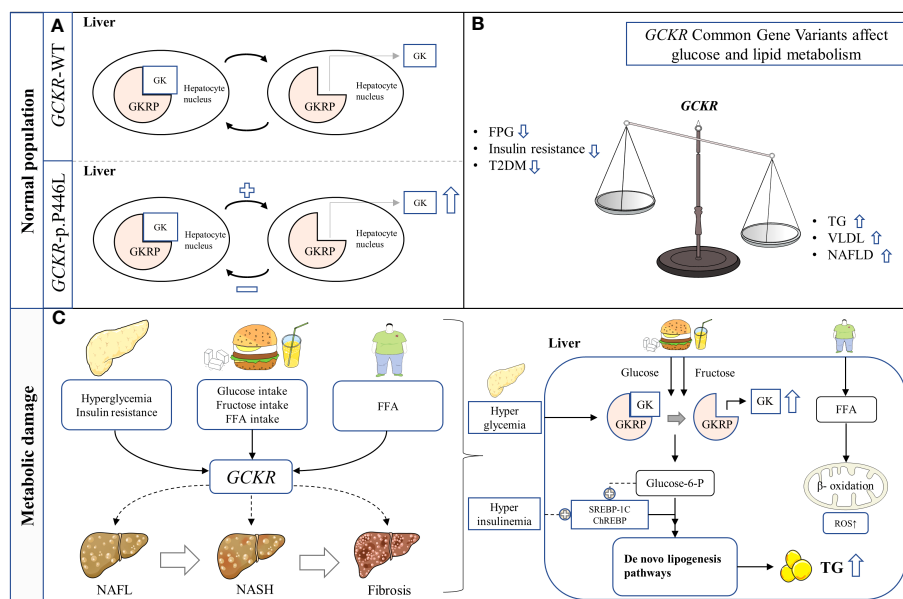 Normal population
GCKR-WT
GCKR-p.P446L
Metabolic damage
A
Liver
GK
GKRP
Hepatocyte
nucleus
Hepatocyte
nucleus
GK
Liver
GK
GKRP
Hepatocyte
nucleus
Hepatocyte
nucleus
GK
B
GCKR Common Gene Variants affect
glucose and lipid metabolism
GCKR
• FPG
• Insulin resistance
• T2DM
• TG
• VLDL
• NAFLD
C
Hyperglycemia
Insulin resistance
Glucose intake
Fructose intake
FFA intake
FFA
GCKR
NAFL
NASH
Fibrosis
Liver
Glucose
Fructose
Hyper
glycemia
GK
GKRP
GKRP
GK
FFA
Glucose-6-P
β- oxidation
ROS↑
Hyper
insulinemia
SREBP-1C
ChREBP
De novo lipogenesis
pathways
TG